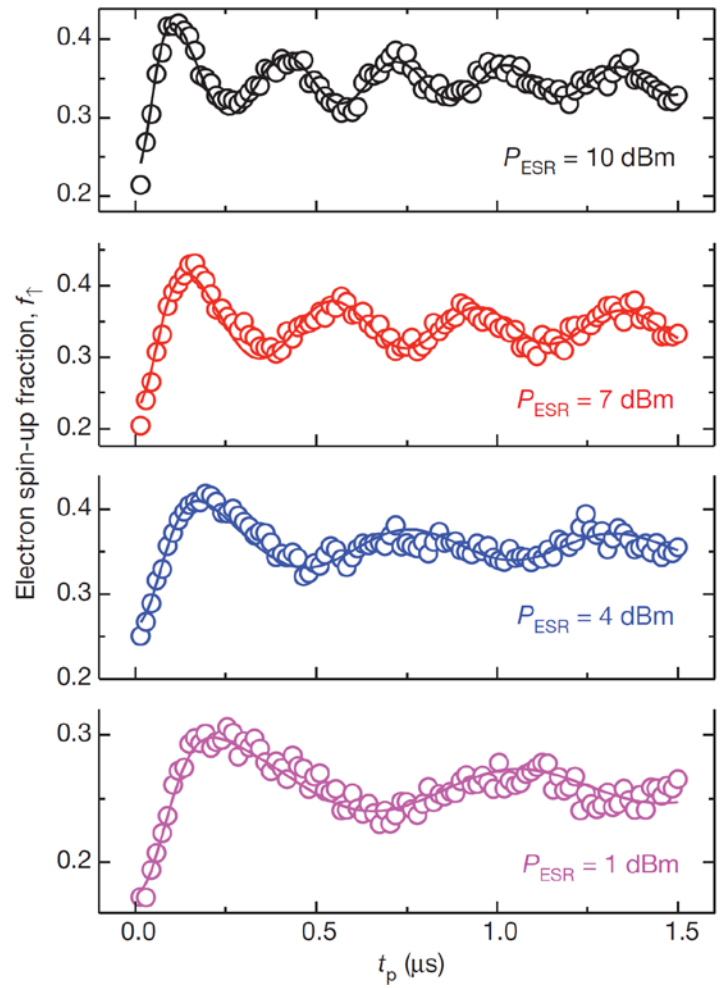 0.4
0.3
0.2
P_ESR = 10 dBm
0.4
0.3
0.2
P_ESR = 7 dBm
0.4
0.3
0.2
P_ESR = 4 dBm
0.3
0.2
P_ESR = 1 dBm
0.0 0.5 1.0 1.5
t_p (μs)
Electron spin-up fraction, f_↑